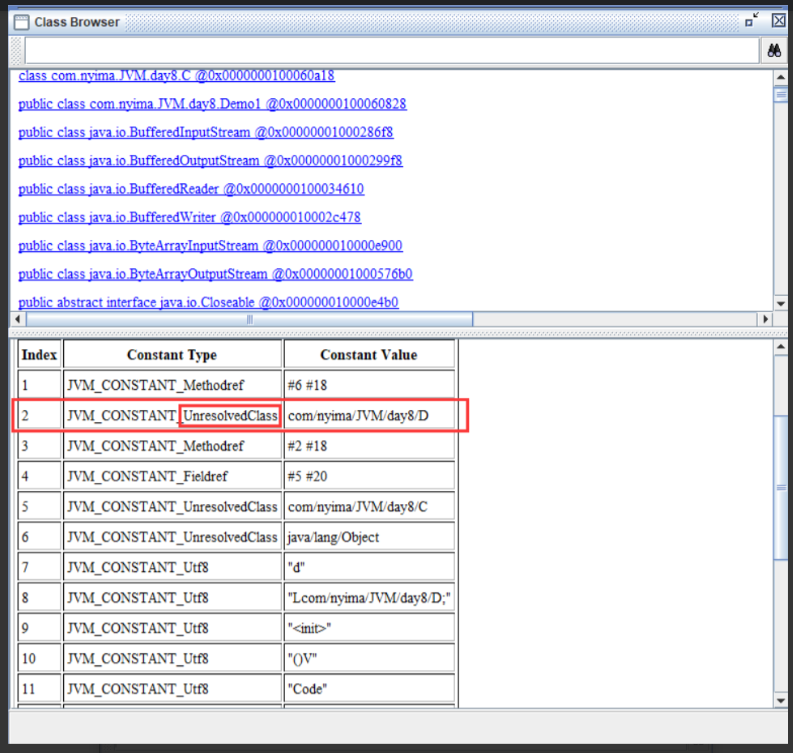 Class Browser
class com.nyima.JVM.day8.C @0x0000000100060a18
public class com.nyima.JVM.day8.Demo1 @0x0000000100060828
public class java.io.BufferedInputStream @0x00000001000286f8
public class java.io.BufferedOutputStream @0x00000001000299f8
public class java.io.BufferedReader @0x0000000100034610
public class java.io.BufferedWriter @0x000000010002c478
public class java.io.ByteArrayInputStream @0x000000010000e900
public class java.io.ByteArrayOutputStream @0x00000001000576b0
public abstract interface java.io.Closeable @0x000000010000e4b0
Index Constant Type Constant Value
1 JVM_CONSTANT_Methodref #6 #18
2 JVM_CONSTANT_UnresolvedClass com/nyima/JVM/day8/D
3 JVM_CONSTANT_Methodref #2 #18
4 JVM_CONSTANT_Fieldref #5 #20
5 JVM_CONSTANT_UnresolvedClass com/nyima/JVM/day8/C
6 JVM_CONSTANT_UnresolvedClass java/lang/Object
7 JVM_CONSTANT_Utf8 "d"
8 JVM_CONSTANT_Utf8 "Lcom/nyima/JVM/day8/D;"
9 JVM_CONSTANT_Utf8 "<init>"
10 JVM_CONSTANT_Utf8 "()V"
11 JVM_CONSTANT_Utf8 "Code"